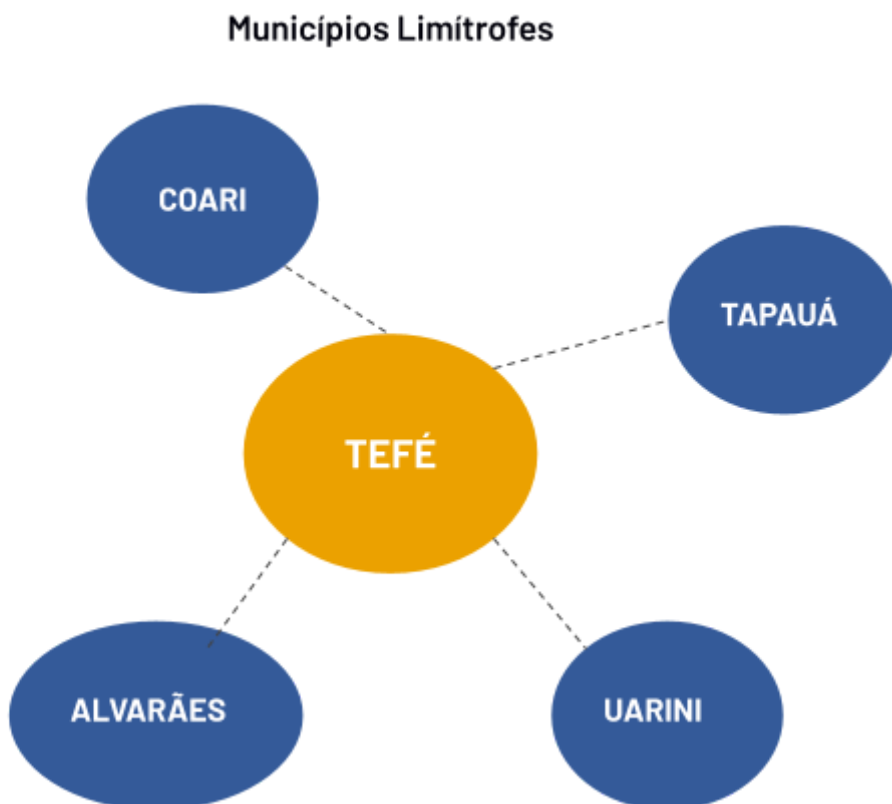 Municípios Limítrofes
COARI
TAPAUÁ
TEFÉ
ALVARÃES
UARINI